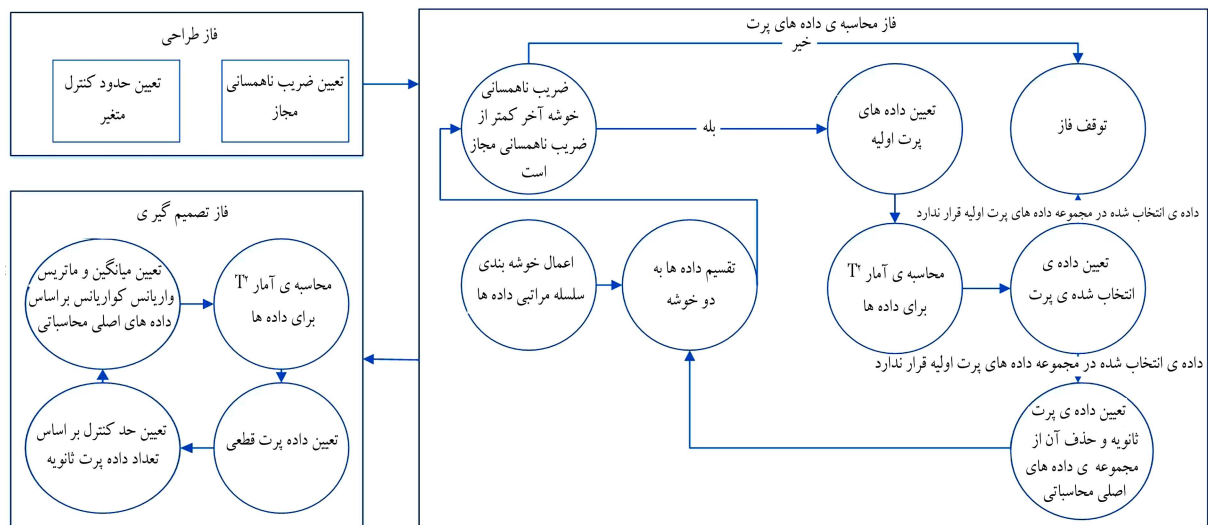 فاز طراحی
تعیین ضریب ناهمسانی
مجاز
تعیین حدود کنترل
متغیر
فاز محاسبه ی داده های پرت
خیر
ضریب ناهمسانی
خوشه آخر کمتر از
ضریب ناهمسانی مجاز
است
بله
تعیین داده های
پرت اولیه
توقف فاز
داده ی انتخاب شده در مجموعه داده های پرت اولیه قرار ندارد
اعمال خوشه بندی
سلسله مراتبی داده ها
تقسیم داده ها به
دو خوشه
محاسبه ی آمار T۲
برای داده ها
تعیین داده ی
انتخاب شده ی پرت
داده ی انتخاب شده در مجموعه داده های پرت اولیه قرار ندارد
تعیین داده ی پرت
ثانویه و حذف آن از
مجموعه ی داده های
اصلی محاسباتی
فاز تصمیم گیر ی
تعیین میانگین و ماتریس
واریانس کواریانس براساس
داده های اصلی محاسباتی
محاسبه ی آمار T۲
برای داده ها
تعیین داده پرت قطعی
تعیین حد کنترل بر اساس
تعداد داده پرت ثانویه